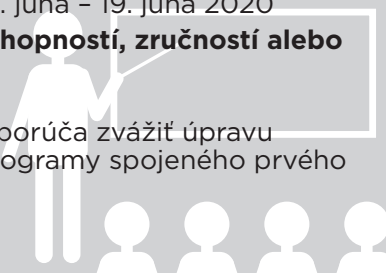 . júna – 19. júna 2020
hopností, zručností alebo
porúča zvážiť úpravu
ogramy spojeného prvého